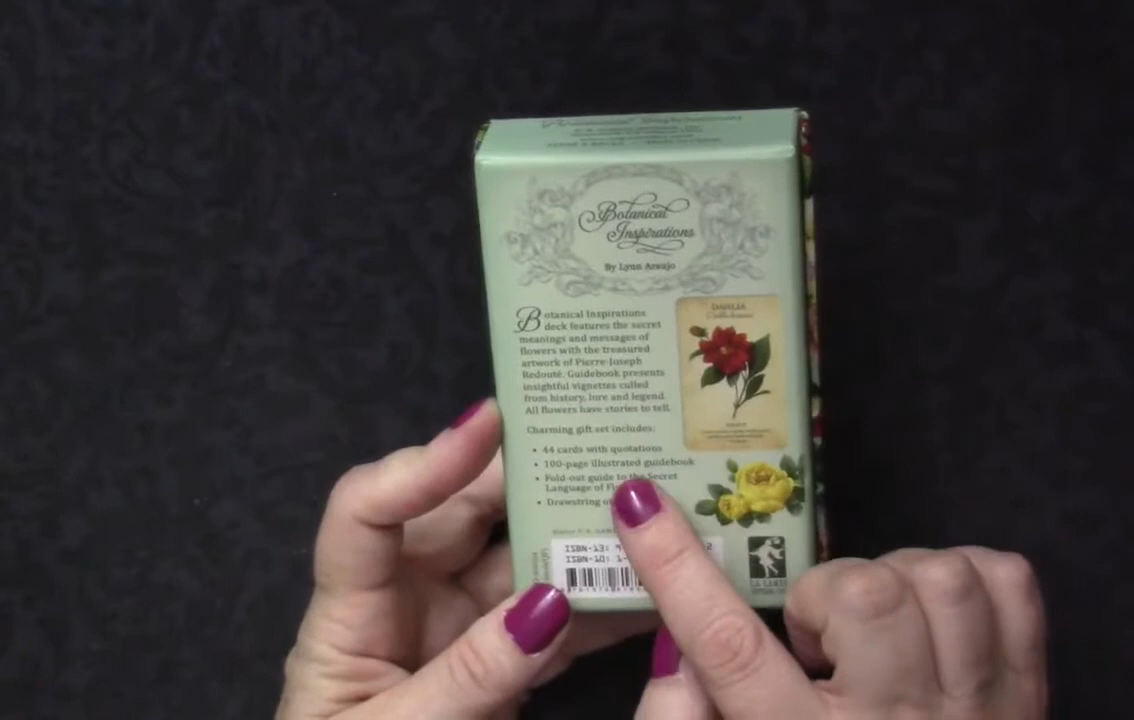 Botanical
Inspirations
By Lynn Araujo
Botanical Inspirations
deck features the secret
meanings and messages of
flowers with the treasured
artwork of Pierre-Joseph
Redouté. Guidebook presents
insightful vignettes culled
from history, lore and legend.
All flowers have stories to tell.
DAHLIA
Charming gift set includes:
• 44 cards with quotations
• 100-page illustrated guidebook
• Fold-out guide to the Secret
Language of
• Drawstring
ISBN-13: 9
2
ISBN-10: 1-